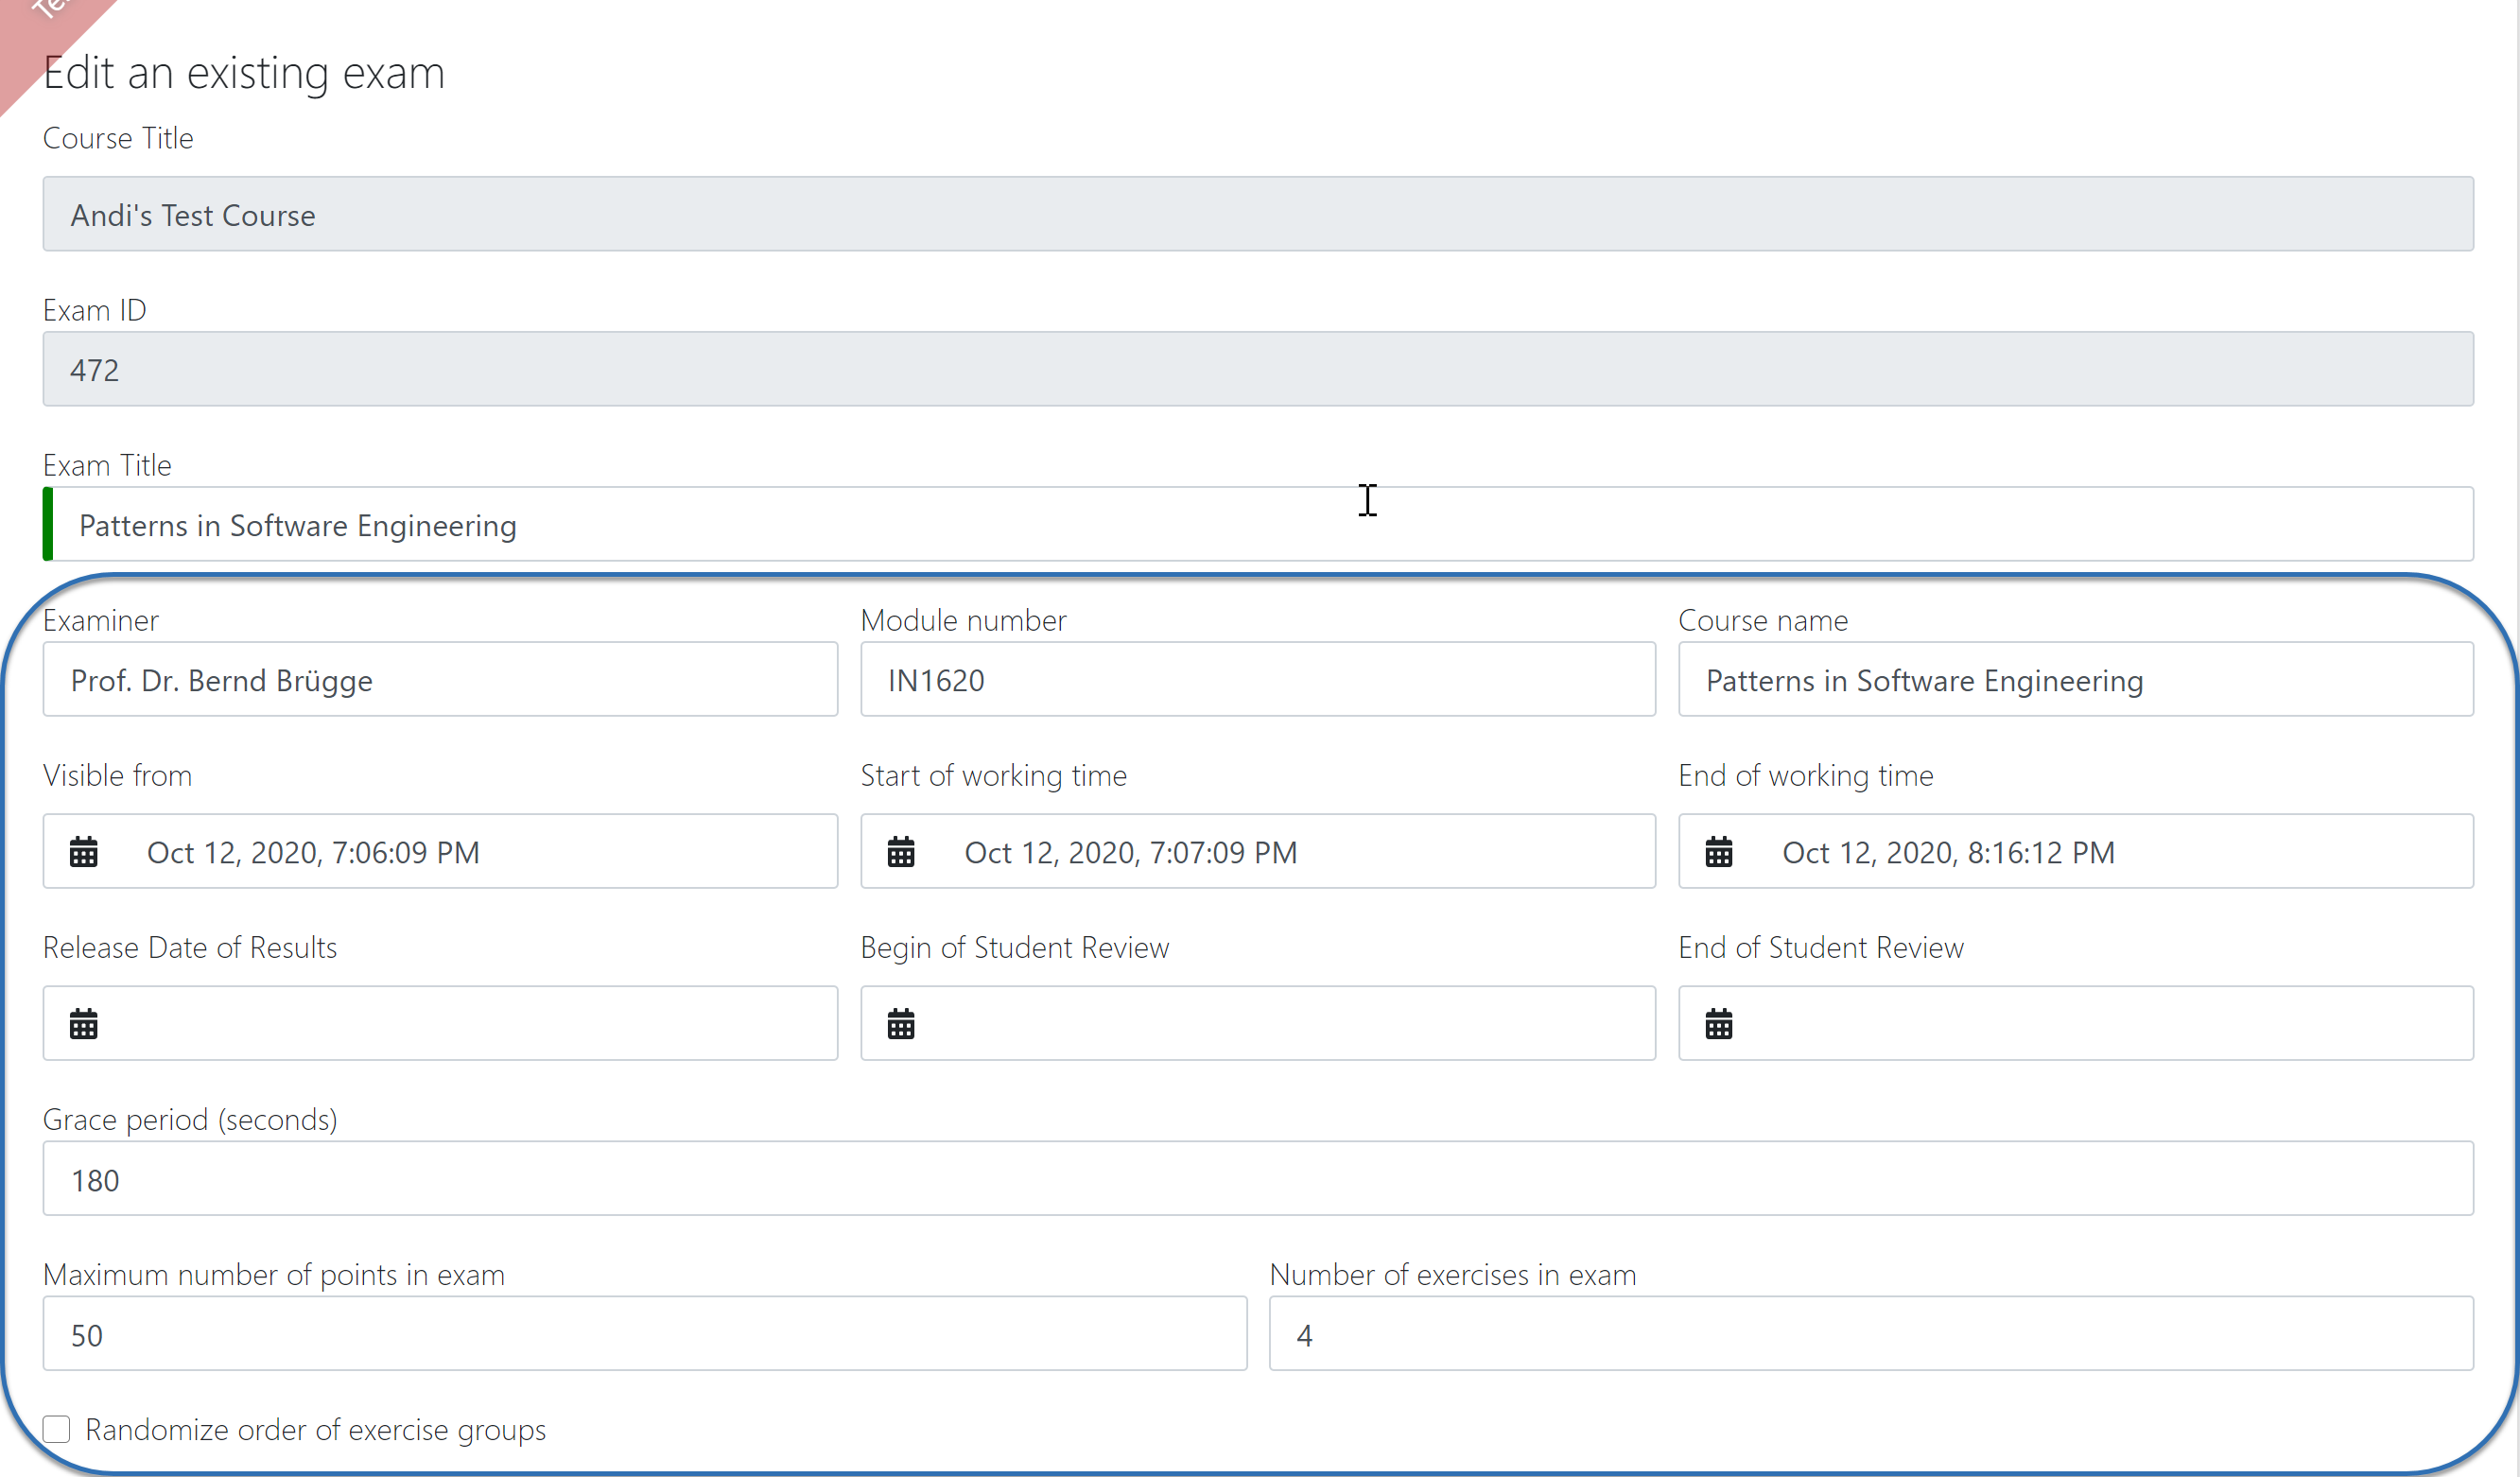 Edit an existing exam
Course Title
Andi's Test Course
Exam ID
472
Exam Title
Patterns in Software Engineering
Examiner Module number Course name
Prof. Dr. Bernd Brügge IN1620 Patterns in Software Engineering
Visible from Start of working time End of working time
Oct 12, 2020, 7:06:09 PM Oct 12, 2020, 7:07:09 PM Oct 12, 2020, 8:16:12 PM
Release Date of Results Begin of Student Review End of Student Review
Grace period (seconds)
180
Maximum number of points in exam Number of exercises in exam
50 4
Randomize order of exercise groups